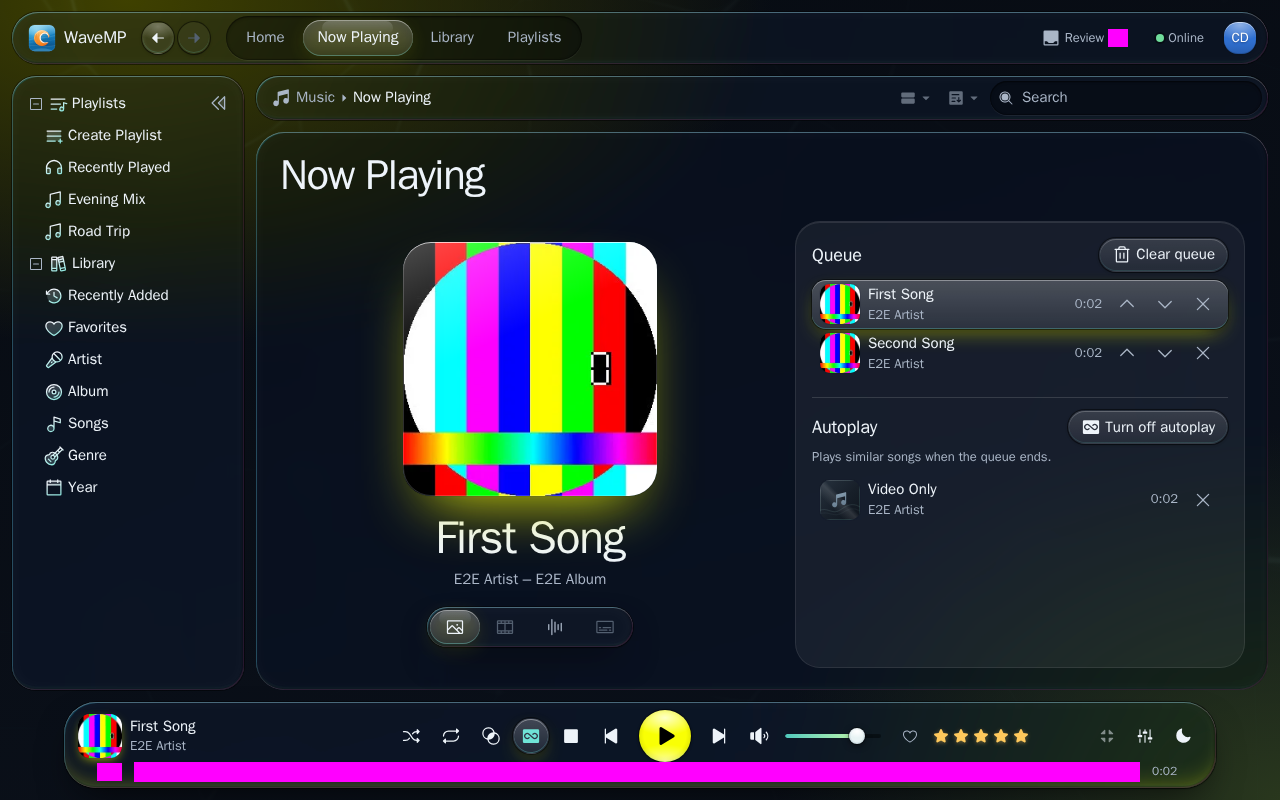 WaveMP
Home
Now Playing
Library
Playlists
Review
Online
CD
Playlists
Create Playlist
Recently Played
Evening Mix
Road Trip
Library
Recently Added
Favorites
Artist
Album
Songs
Genre
Year
Music
Now Playing
Search
Now Playing
First Song
E2E Artist – E2E Album
Queue
Clear queue
First Song
E2E Artist
0:02
Second Song
E2E Artist
0:02
Autoplay
Turn off autoplay
Plays similar songs when the queue ends.
Video Only
E2E Artist
0:02
First Song
E2E Artist
0:02